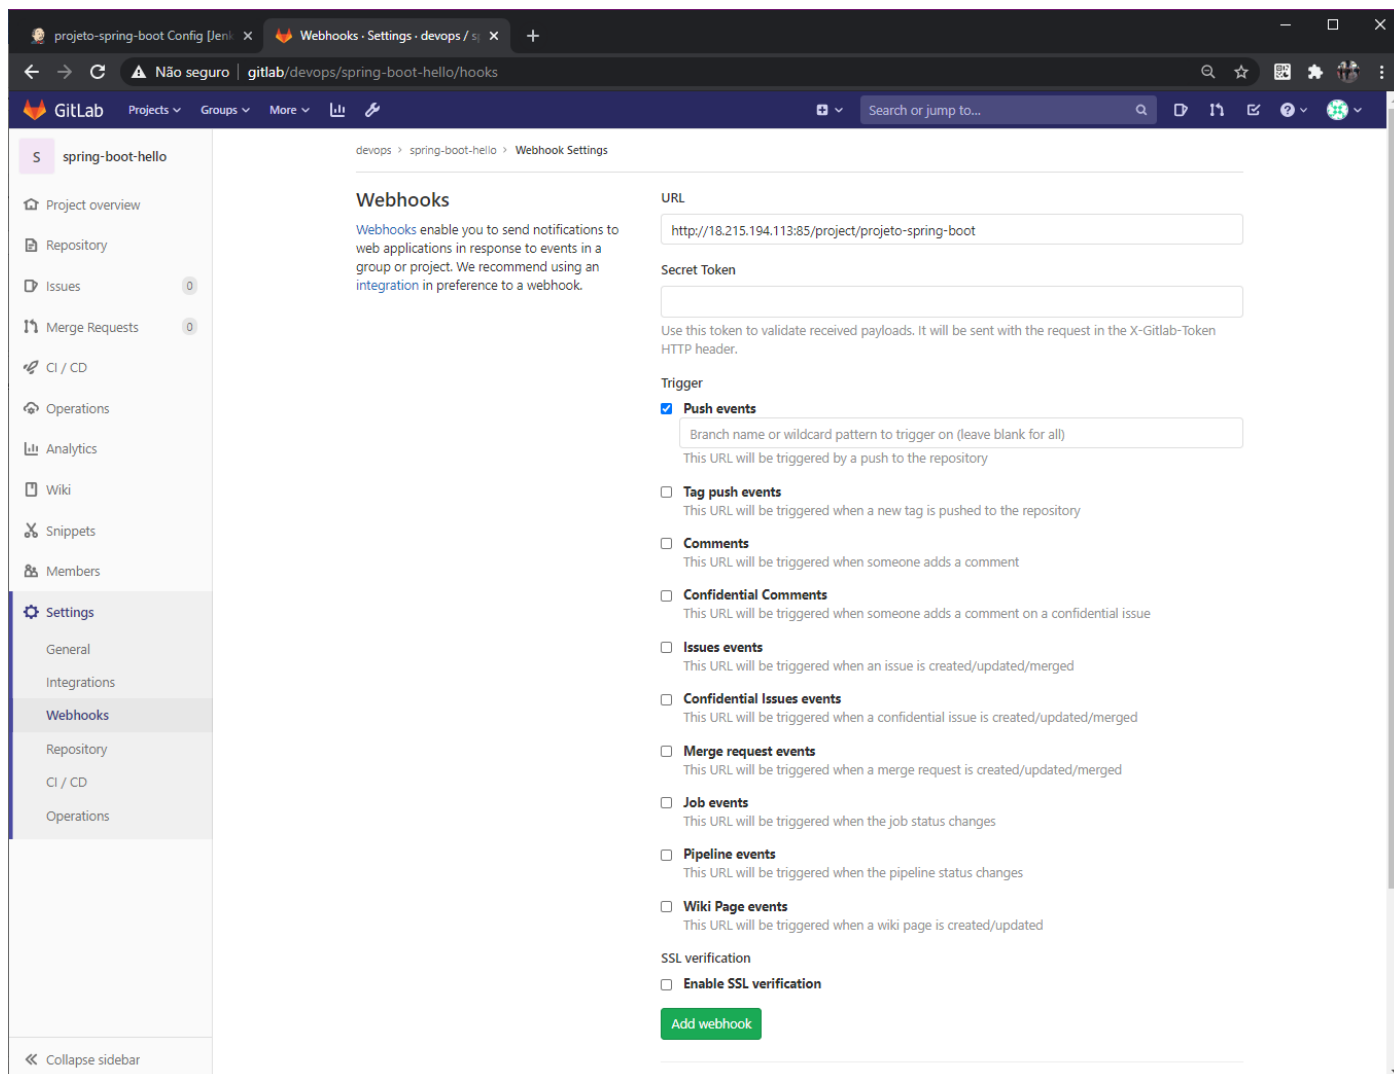 projeto-spring-boot Config [Jenk
Webhooks · Settings · devops / sp
Não seguro | gitlab/devops/spring-boot-hello/hooks
GitLab Projects Groups More Search or jump to...
S spring-boot-hello
Project overview
Repository
Issues 0
Merge Requests 0
CI / CD
Operations
Analytics
Wiki
Snippets
Members
Settings
General
Integrations
Webhooks
Repository
CI / CD
Operations
Collapse sidebar
devops > spring-boot-hello > Webhook Settings
Webhooks
Webhooks enable you to send notifications to
web applications in response to events in a
group or project. We recommend using an
integration in preference to a webhook.
URL
http://18.215.194.113:85/project/projeto-spring-boot
Secret Token
Use this token to validate received payloads. It will be sent with the request in the X-Gitlab-Token
HTTP header.
Trigger
Push events
Branch name or wildcard pattern to trigger on (leave blank for all)
This URL will be triggered by a push to the repository
Tag push events
This URL will be triggered when a new tag is pushed to the repository
Comments
This URL will be triggered when someone adds a comment
Confidential Comments
This URL will be triggered when someone adds a comment on a confidential issue
Issues events
This URL will be triggered when an issue is created/updated/merged
Confidential Issues events
This URL will be triggered when a confidential issue is created/updated/merged
Merge request events
This URL will be triggered when a merge request is created/updated/merged
Job events
This URL will be triggered when the job status changes
Pipeline events
This URL will be triggered when the pipeline status changes
Wiki Page events
This URL will be triggered when a wiki page is created/updated
SSL verification
Enable SSL verification
Add webhook